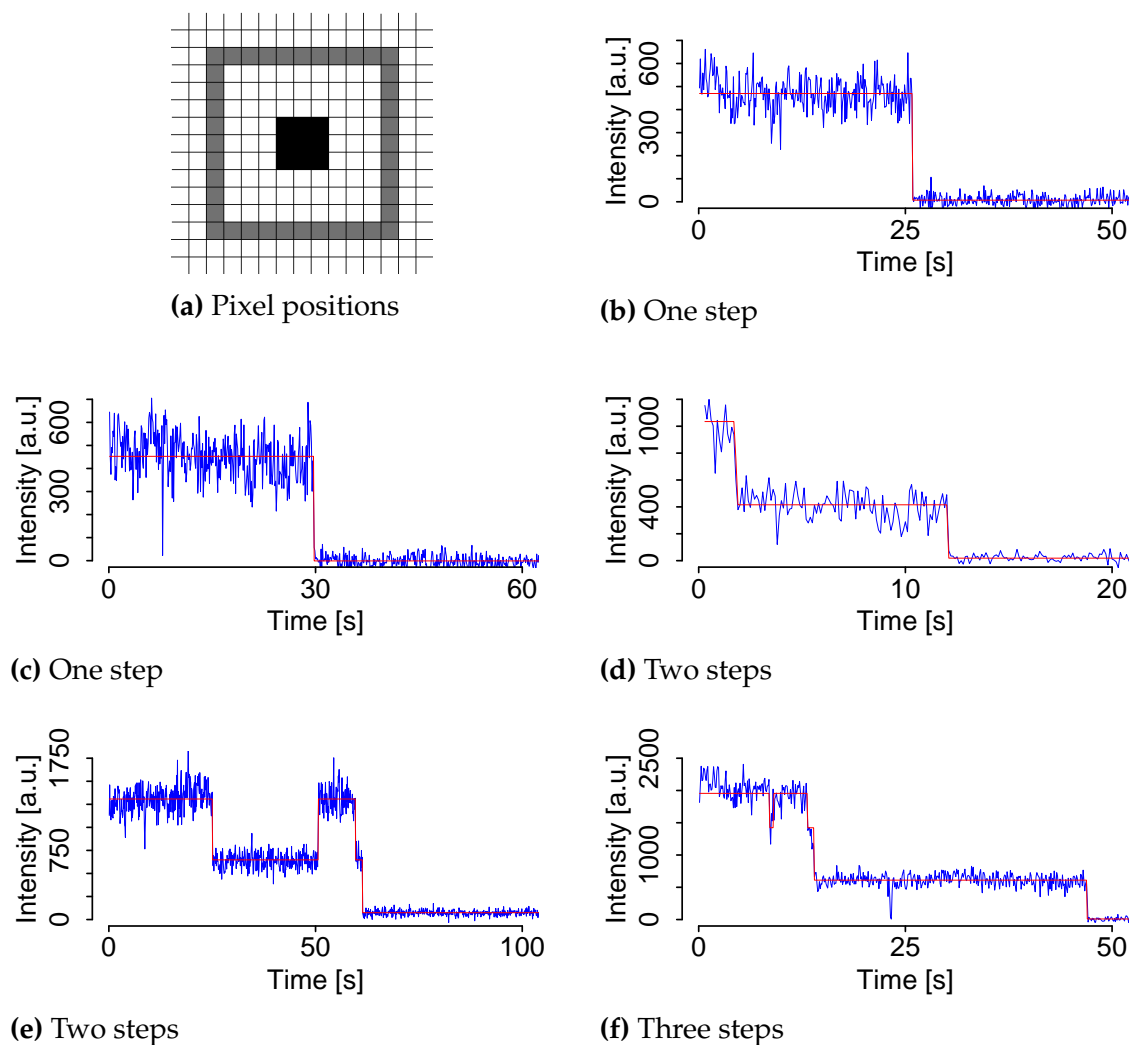 (a) Pixel positions
Intensity [a.u.]
600
300
0
0 25 50
Time [s]
(b) One step
Intensity [a.u.]
600
300
0
0 30 60
Time [s]
(c) One step
Intensity [a.u.]
1000
400
0
0 10 20
Time [s]
(d) Two steps
Intensity [a.u.]
1750
750
0
0 50 100
Time [s]
(e) Two steps
Intensity [a.u.]
2500
1000
0
0 25 50
Time [s]
(f) Three steps